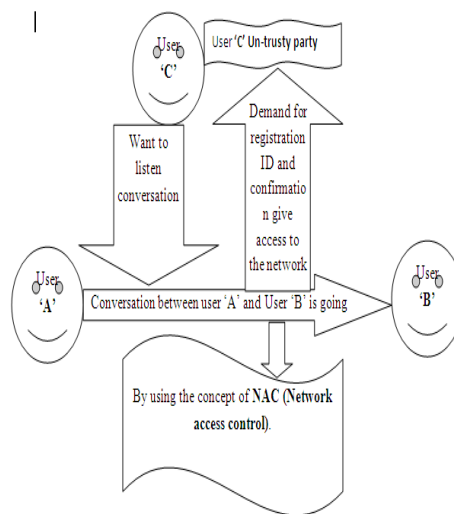 User
‘C’
User ‘C’ Un-trusty party
Want to
listen
conversation
Demand for
registration
ID and
confirmatio
n give
access to
the network
User
‘A’
Conversation between user ‘A’ and User ‘B’ is going
User
‘B’
By using the concept of NAC (Network
access control).